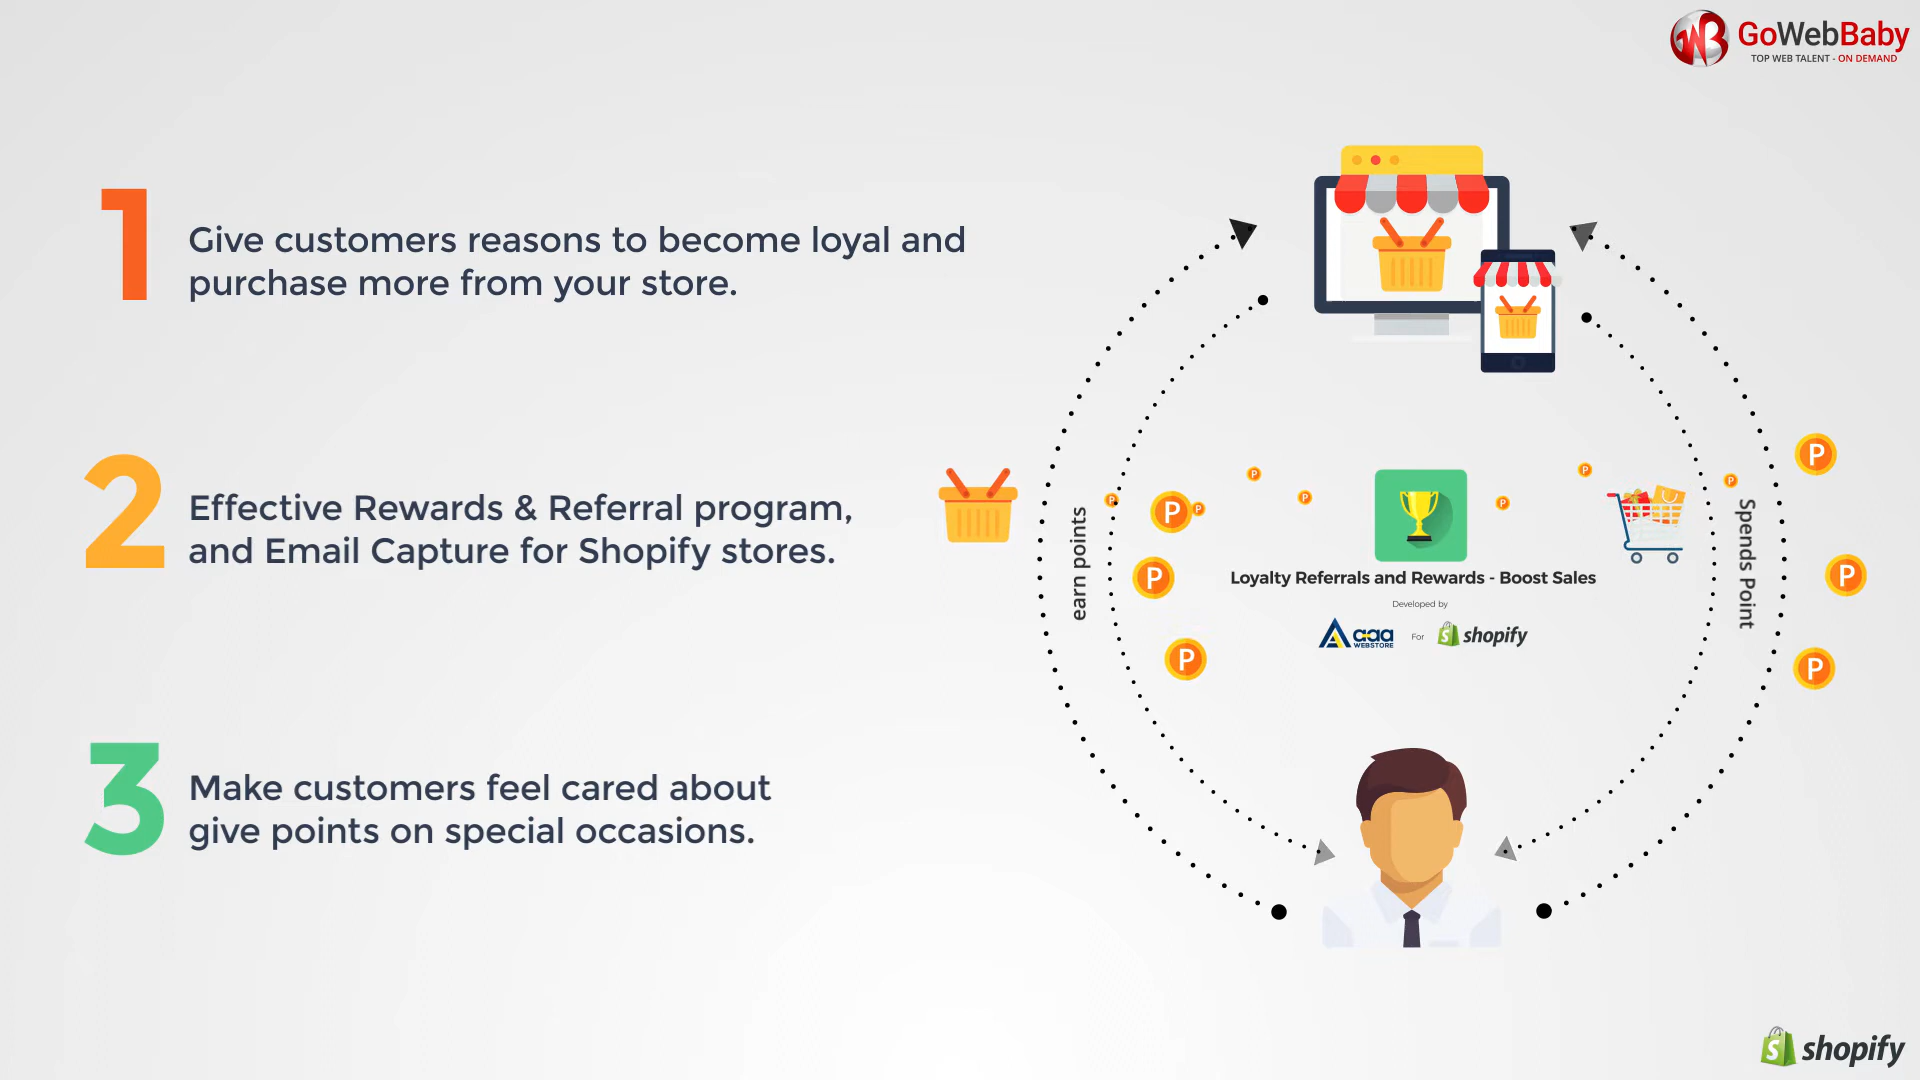 GoWebBaby
TOP WEB TALENT - ON DEMAND
1
Give customers reasons to become loyal and
purchase more from your store.
2
Effective Rewards & Referral program,
and Email Capture for Shopify stores.
3
Make customers feel cared about
give points on special occasions.
earn points
P
P
P
P
P
P
P
P
P
P
Loyalty Referrals and Rewards - Boost Sales
Developed by
aaa
WEBSTORE
For
shopify
Spends Point
P
P
P
shopify